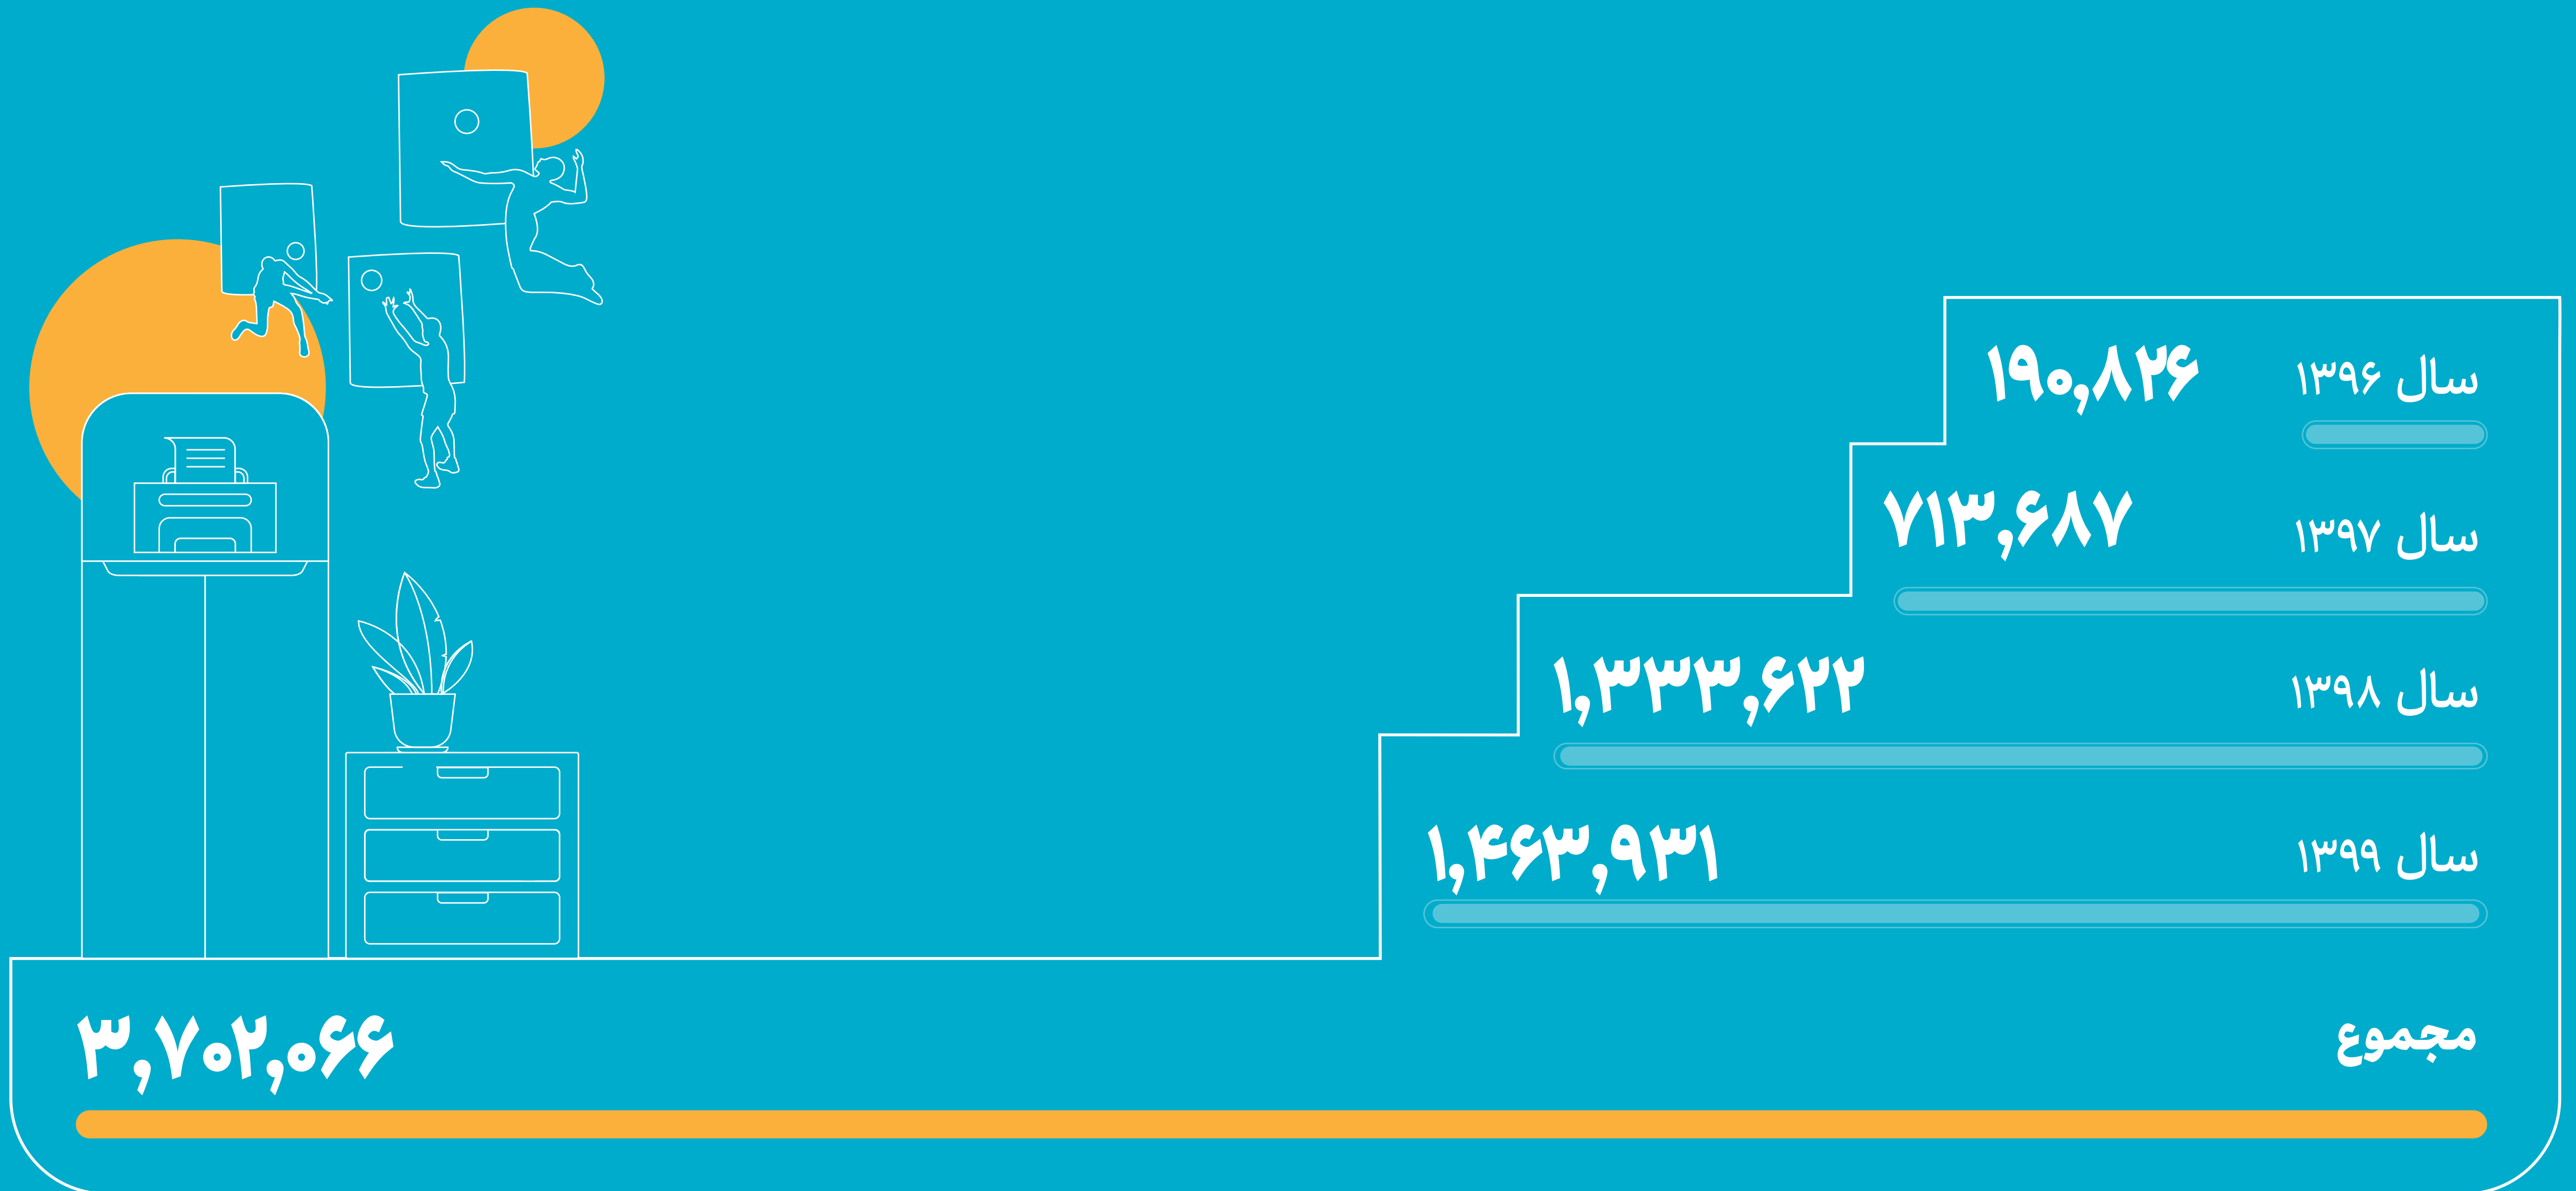 سال ۱۳۹۶ ۱۹۰,۸۲۶
سال ۱۳۹۷ ۷۱۳,۶۸۷
سال ۱۳۹۸ ۱,۳۳۳,۶۲۲
سال ۱۳۹۹ ۱,۴۶۳,۹۳۱
مجموع ۳,۷۰۲,۰۶۶